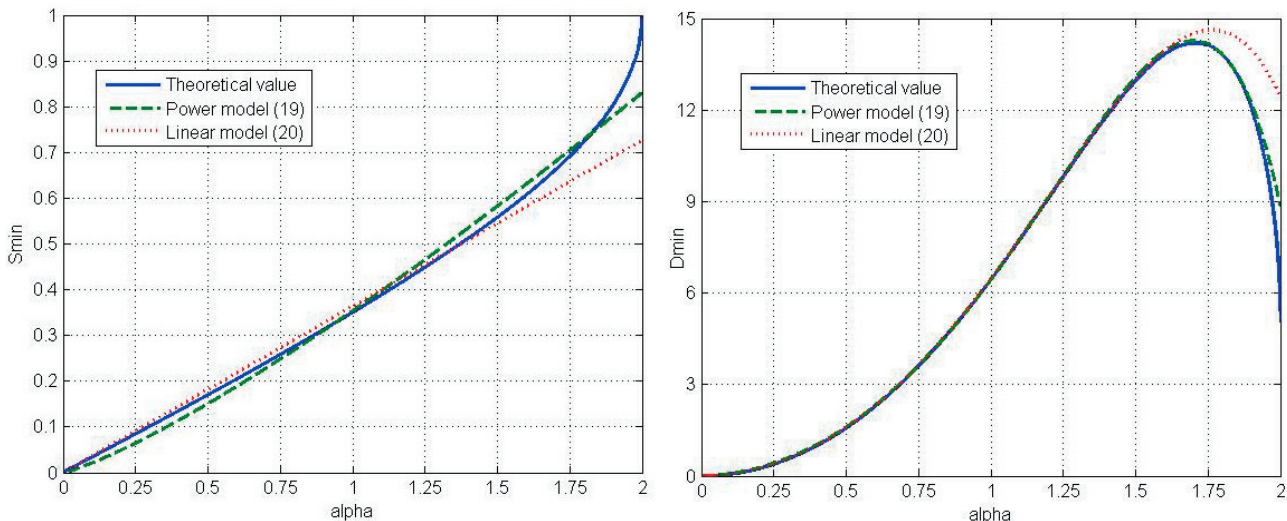 1
0.9
0.8
0.7
0.6
0.5
0.4
0.3
0.2
0.1
0
Smin
Theoretical value
Power model (19)
Linear model (20)
0 0.25 0.5 0.75 1 1.25 1.5 1.75 2
alpha
15
12
9
6
3
0
Dmin
Theoretical value
Power model (19)
Linear model (20)
0 0.25 0.5 0.75 1 1.25 1.5 1.75 2
alpha